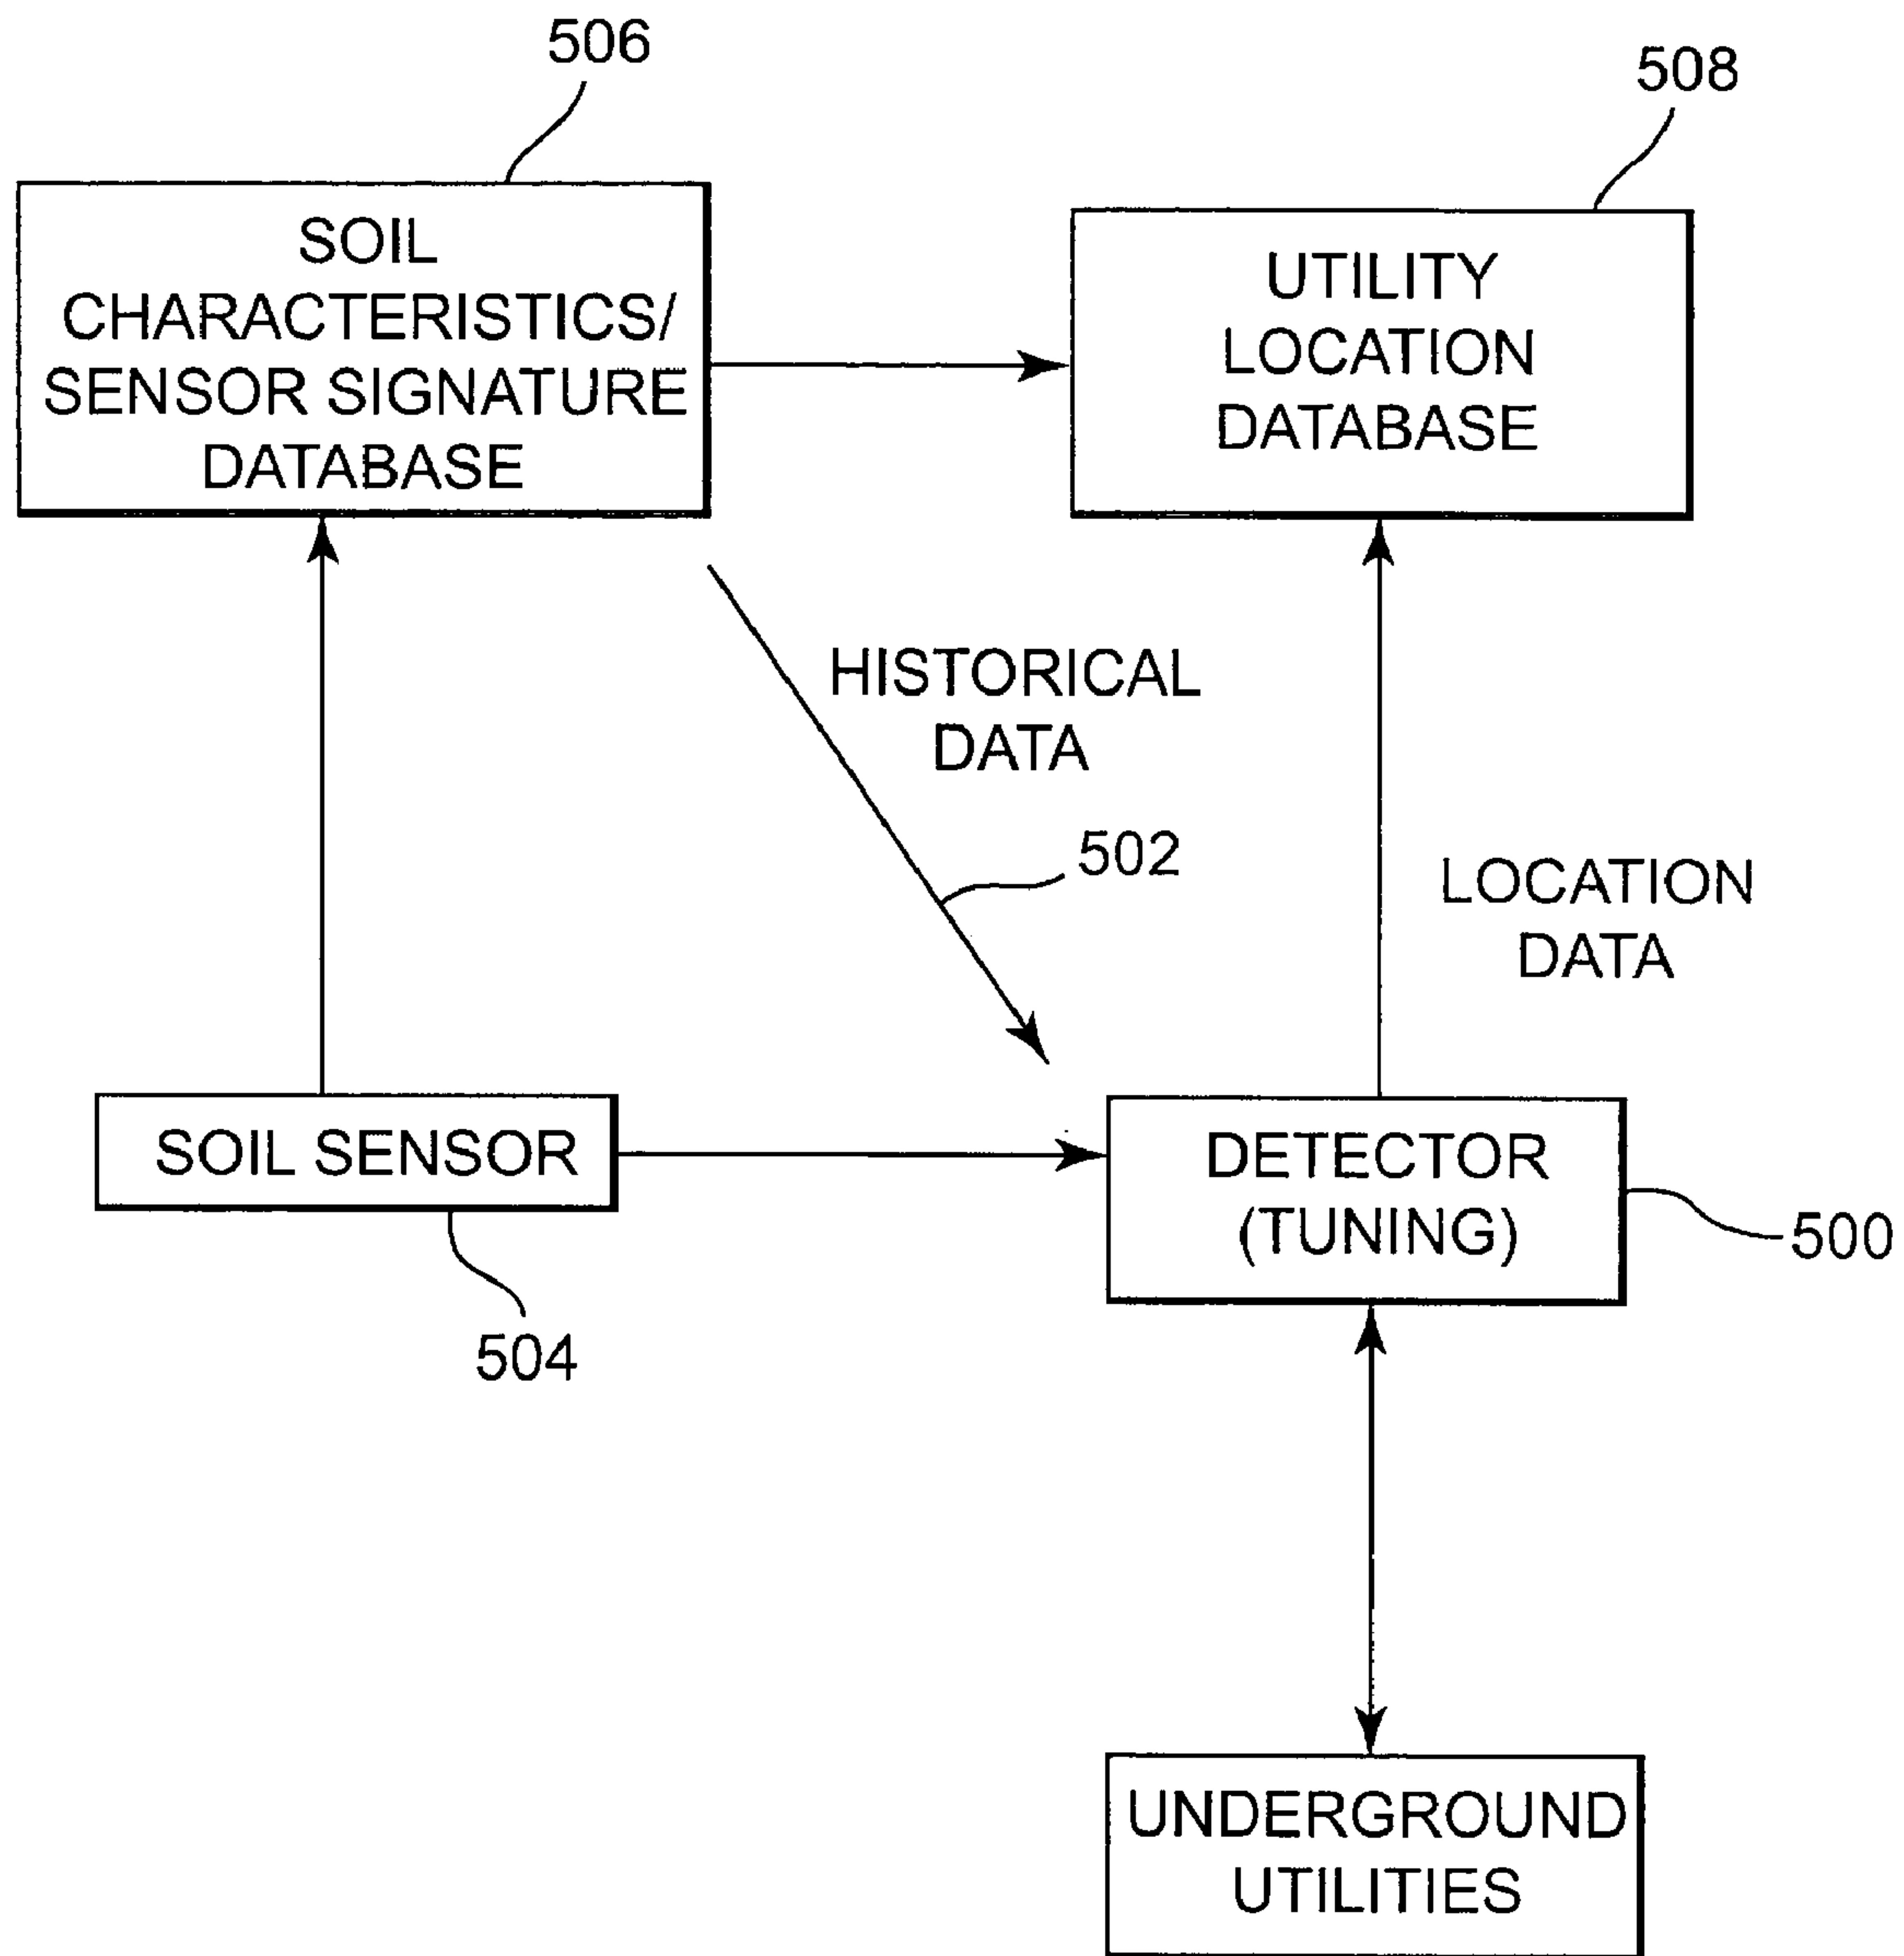 506
508
SOIL
CHARACTERISTICS/
SENSOR SIGNATURE
DATABASE
UTILITY
LOCATION
DATABASE
HISTORICAL
DATA
502
LOCATION
DATA
SOIL SENSOR
504
DETECTOR
(TUNING)
500
UNDERGROUND
UTILITIES